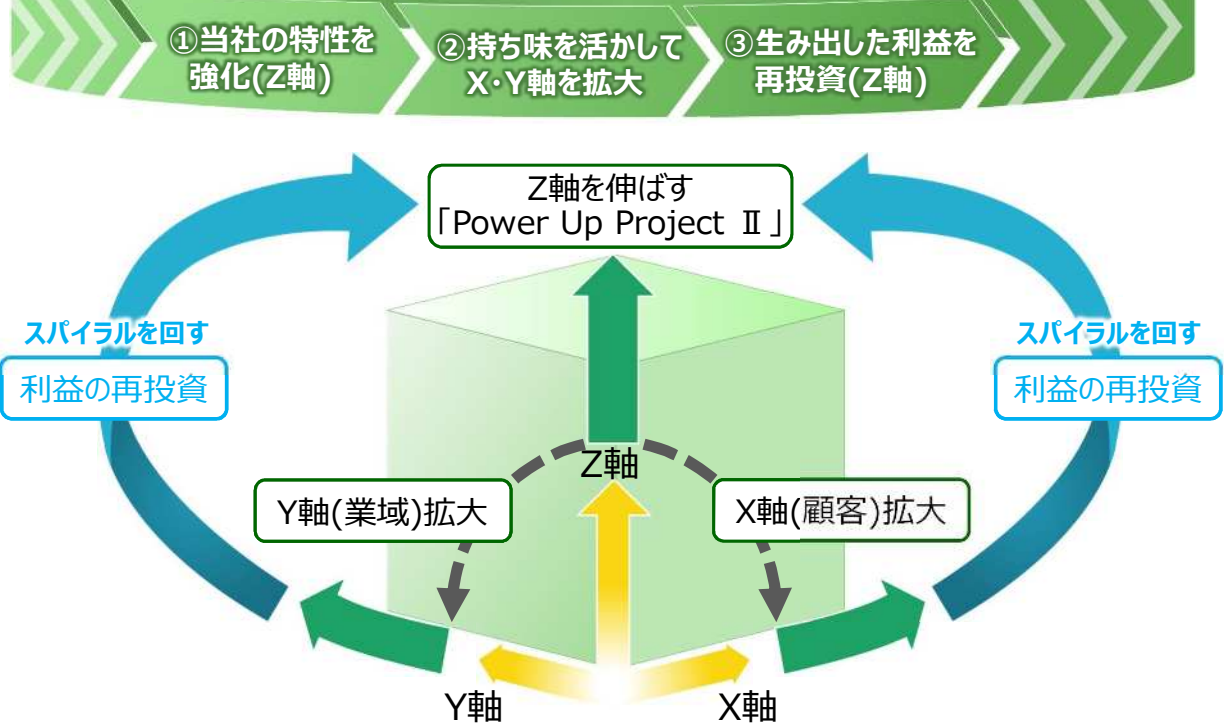 ①当社の特性を
強化(Z軸)
②持ち味を活かして
X・Y軸を拡大
③生み出した利益を
再投資(Z軸)
Z軸を伸ばす
「Power Up Project Ⅱ」
スパイラルを回す
利益の再投資
スパイラルを回す
利益の再投資
Z軸
Y軸(業域)拡大
X軸(顧客)拡大
Y軸
X軸